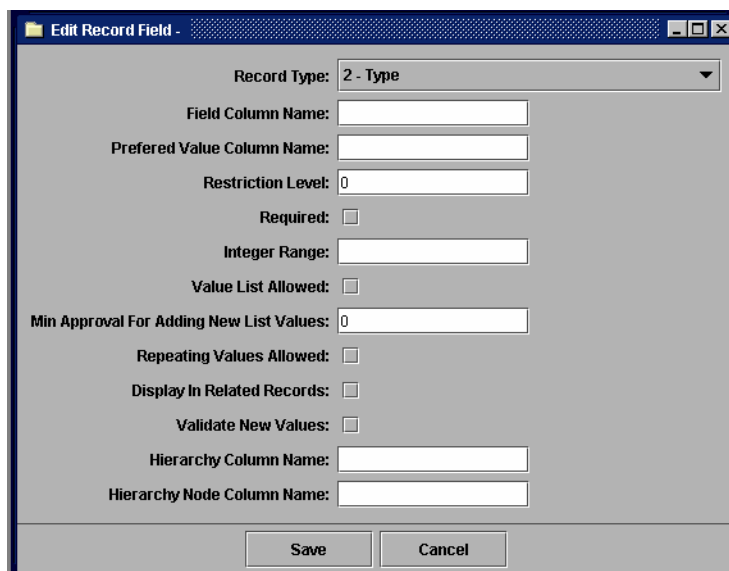 Edit Record Field -
Record Type: 2 - Type
Field Column Name:
Prefered Value Column Name:
Restriction Level: 0
Required:
Integer Range:
Value List Allowed:
Min Approval For Adding New List Values: 0
Repeating Values Allowed:
Display In Related Records:
Validate New Values:
Hierarchy Column Name:
Hierarchy Node Column Name:
Save Cancel